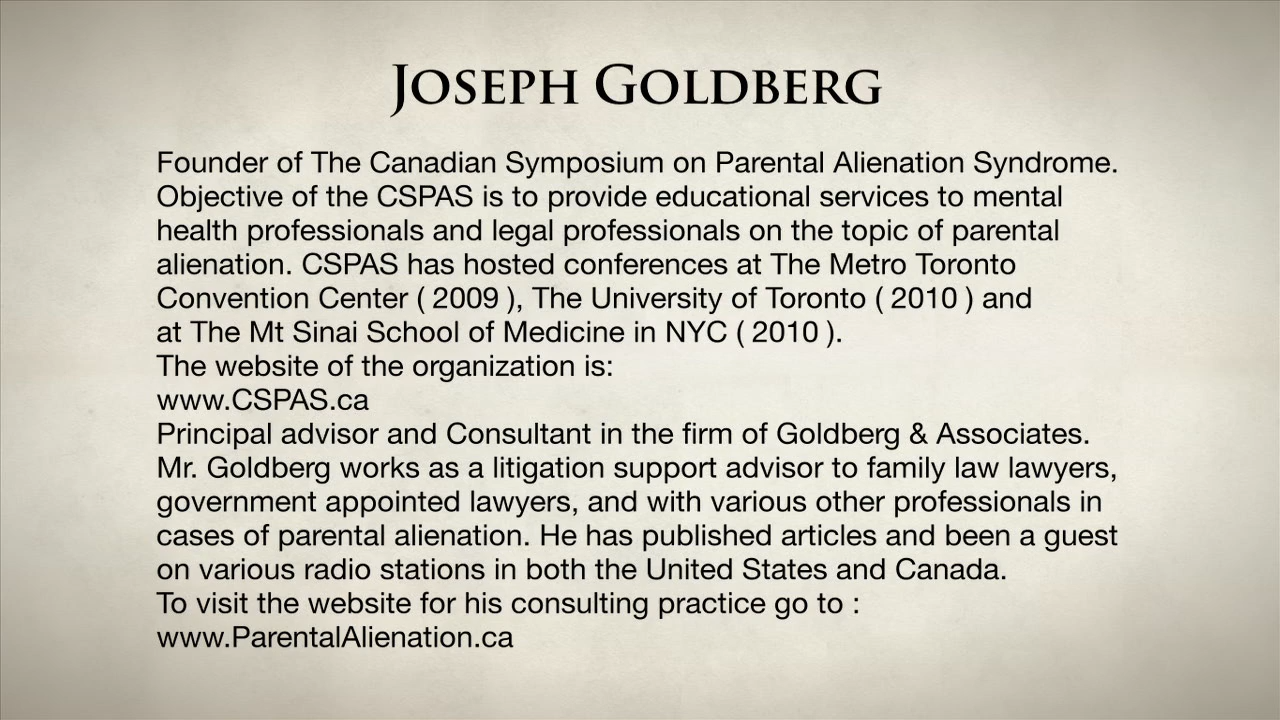 JOSEPH GOLDBERG
Founder of The Canadian Symposium on Parental Alienation Syndrome.
Objective of the CSPAS is to provide educational services to mental
health professionals and legal professionals on the topic of parental
alienation. CSPAS has hosted conferences at The Metro Toronto
Convention Center ( 2009 ), The University of Toronto ( 2010 ) and
at The Mt Sinai School of Medicine in NYC ( 2010 ).
The website of the organization is:
www.CSPAS.ca
Principal advisor and Consultant in the firm of Goldberg & Associates.
Mr. Goldberg works as a litigation support advisor to family law lawyers,
government appointed lawyers, and with various other professionals in
cases of parental alienation. He has published articles and been a guest
on various radio stations in both the United States and Canada.
To visit the website for his consulting practice go to :
www.ParentalAlienation.ca